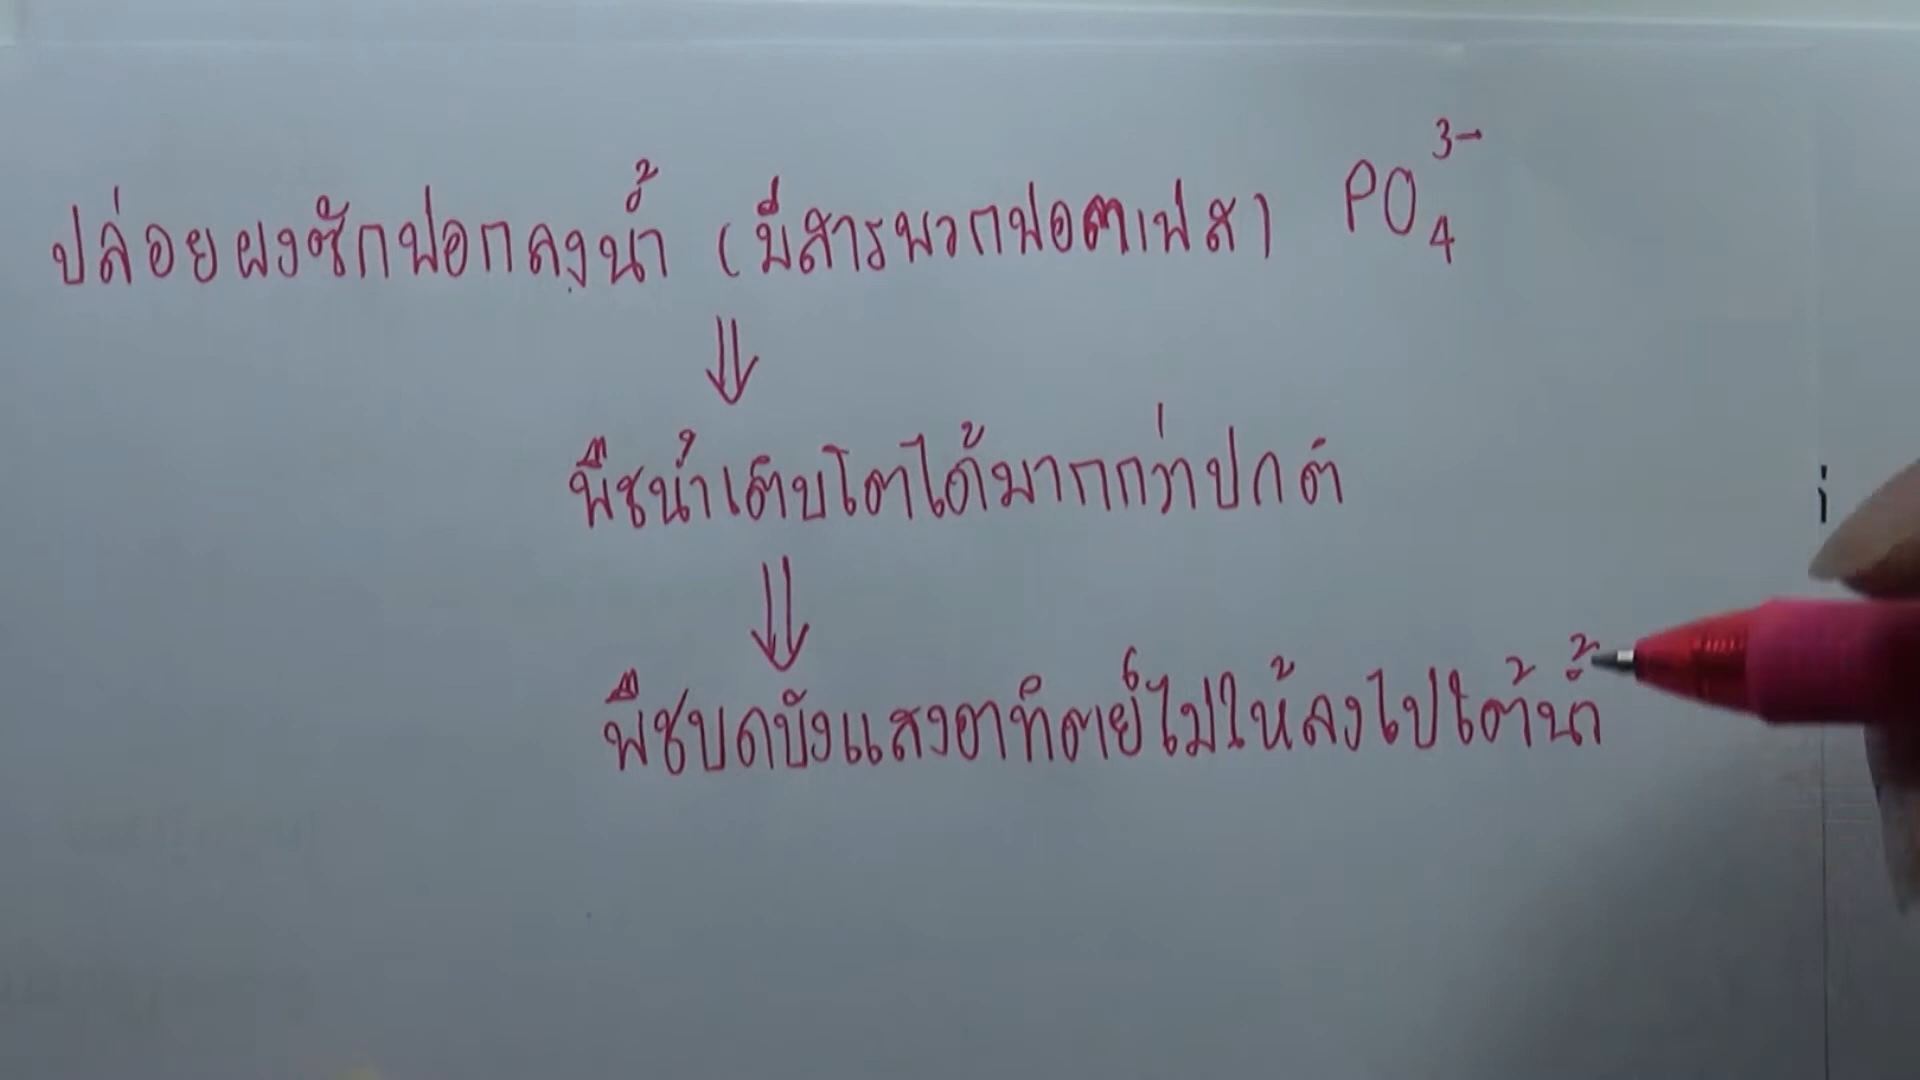 ปล่อยผงซักฟอกลงน้ำ (มีสารพวกฟอตเฟส) PO₄³⁻
⇓
พืชน้ำเติบโตได้มากกว่าปกติ
⇓
พืชบดบังแสงอาทิตย์ไม่ให้ลงไปใต้น้ำ